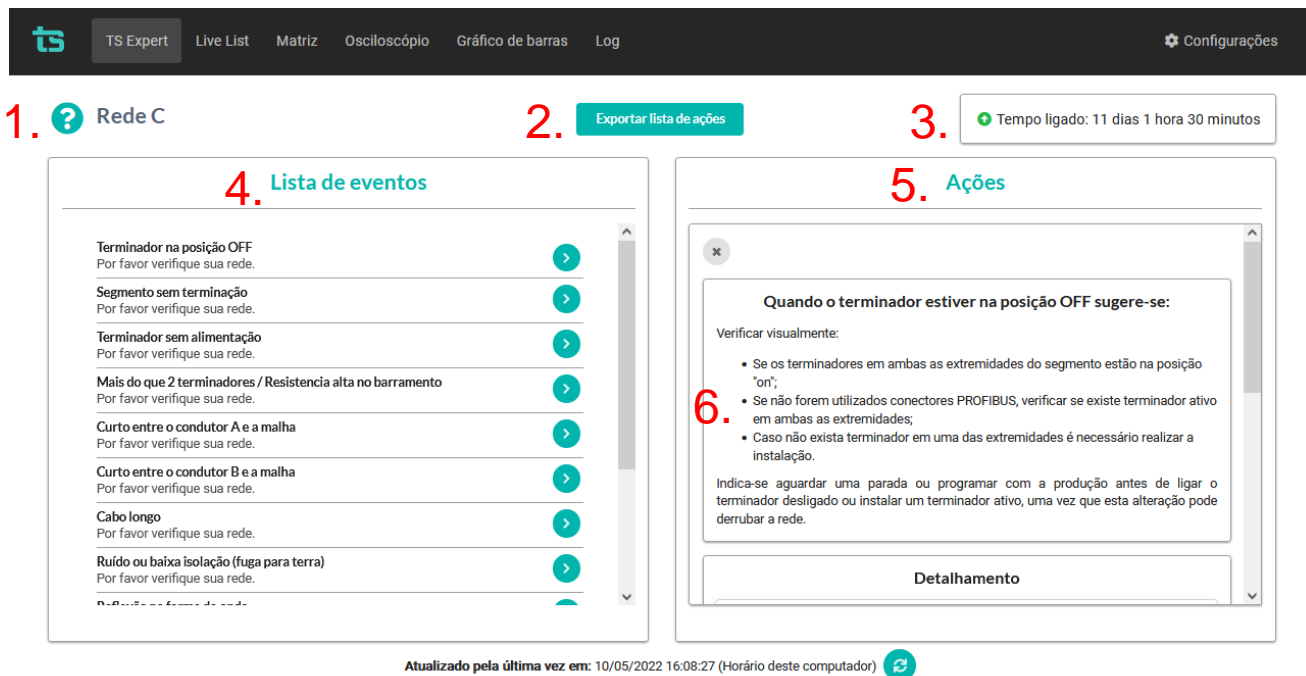 ts TS Expert Live List Matriz Osciloscópio Gráfico de barras Log Configurações
1. ? Rede C 2. Exportar lista de ações 3. Tempo ligado: 11 dias 1 hora 30 minutos
4. Lista de eventos
Terminador na posição OFF
Por favor verifique sua rede.
Segmento sem terminação
Por favor verifique sua rede.
Terminador sem alimentação
Por favor verifique sua rede.
Mais do que 2 terminadores / Resistencia alta no barramento
Por favor verifique sua rede.
Curto entre o condutor A e a malha
Por favor verifique sua rede.
Curto entre o condutor B e a malha
Por favor verifique sua rede.
Cabo longo
Por favor verifique sua rede.
Ruído ou baixa isolação (fuga para terra)
Por favor verifique sua rede.
5. Ações
Quando o terminador estiver na posição OFF sugere-se:
Verificar visualmente:
• Se os terminadores em ambas as extremidades do segmento estão na posição
"on";
6. • Se não forem utilizados conectores PROFIBUS, verificar se existe terminador ativo
em ambas as extremidades;
• Caso não exista terminador em uma das extremidades é necessário realizar a
instalação.
Indica-se aguardar uma parada ou programar com a produção antes de ligar o
terminador desligado ou instalar um terminador ativo, uma vez que esta alteração pode
derrubar a rede.
Detalhamento
Atualizado pela última vez em: 10/05/2022 16:08:27 (Horário deste computador)